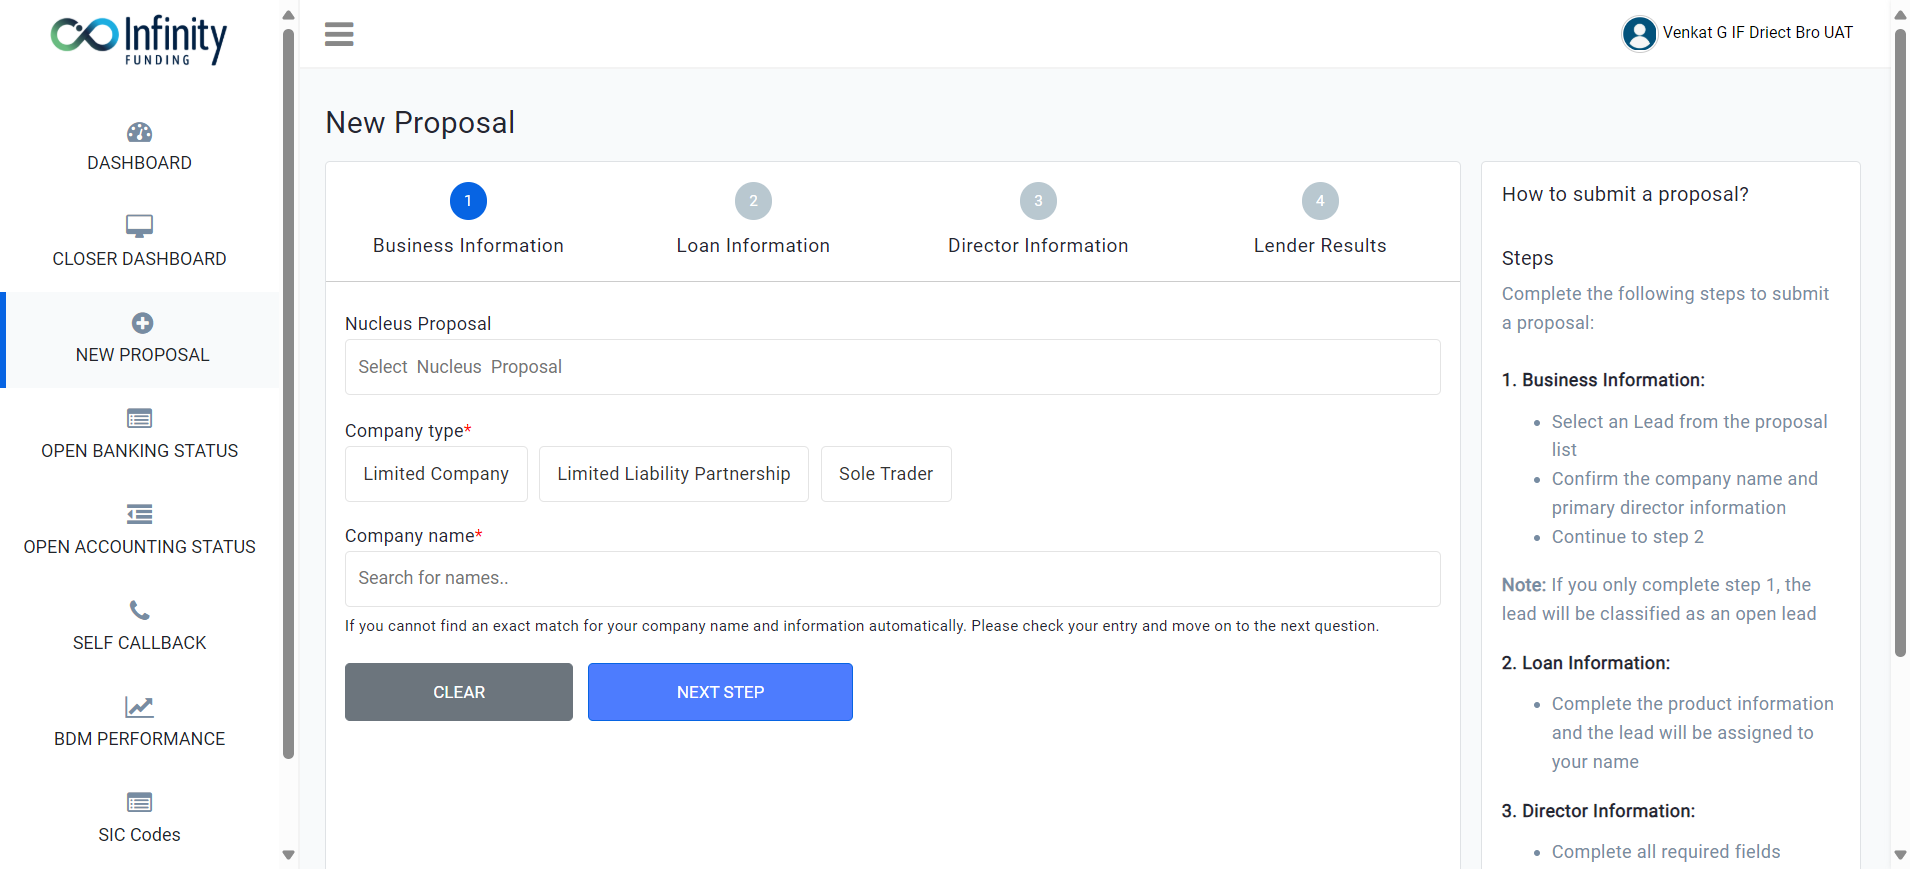 Infinity
FUNDING
DASHBOARD
CLOSER DASHBOARD
NEW PROPOSAL
OPEN BANKING STATUS
OPEN ACCOUNTING STATUS
SELF CALLBACK
BDM PERFORMANCE
SIC Codes
Venkat G IF Driect Bro UAT
New Proposal
1
Business Information
2
Loan Information
3
Director Information
4
Lender Results
Nucleus Proposal
Select Nucleus Proposal
Company type*
Limited Company
Limited Liability Partnership
Sole Trader
Company name*
Search for names..
If you cannot find an exact match for your company name and information automatically. Please check your entry and move on to the next question.
CLEAR
NEXT STEP
How to submit a proposal?
Steps
Complete the following steps to submit
a proposal:
1. Business Information:
• Select an Lead from the proposal
list
• Confirm the company name and
primary director information
• Continue to step 2
Note: If you only complete step 1, the
lead will be classified as an open lead
2. Loan Information:
• Complete the product information
and the lead will be assigned to
your name
3. Director Information:
• Complete all required fields